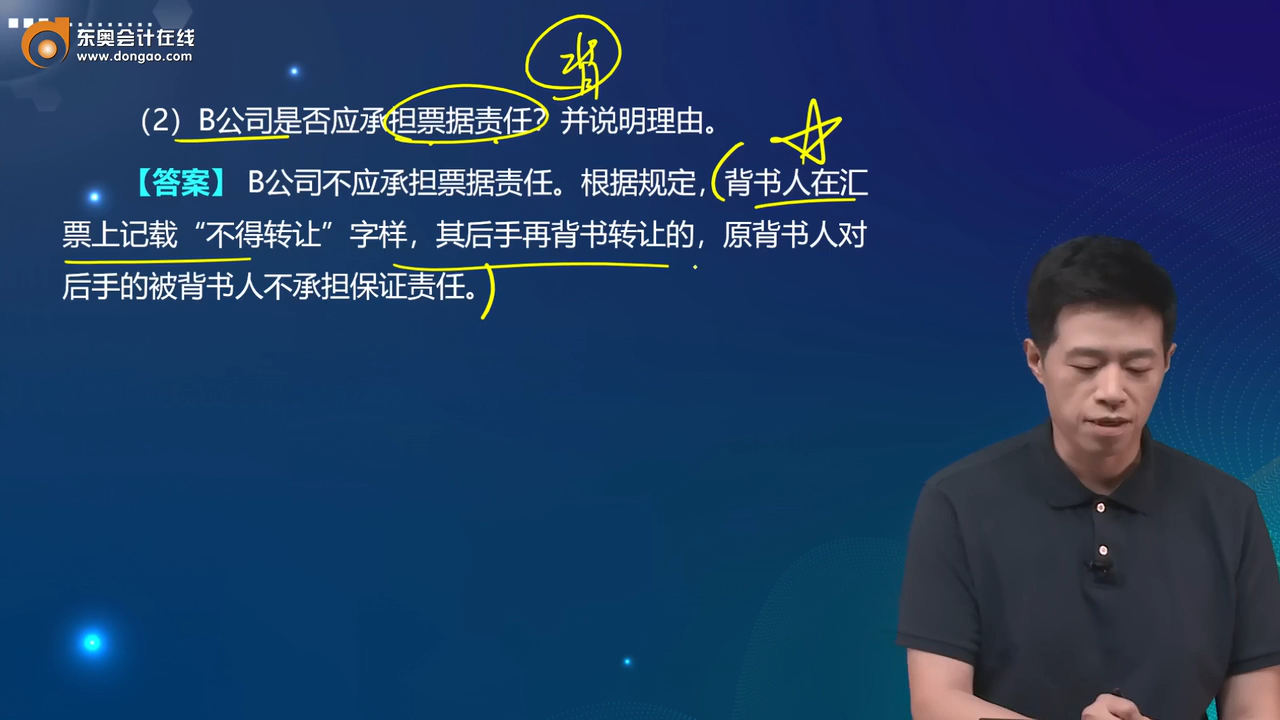 东奥会计在线
www.dongao.com
背
（2）B公司是否应承担票据责任？并说明理由。
【答案】 B公司不应承担票据责任。根据规定，背书人在汇
票上记载“不得转让”字样，其后手再背书转让的，原背书人对
后手的被背书人不承担保证责任。